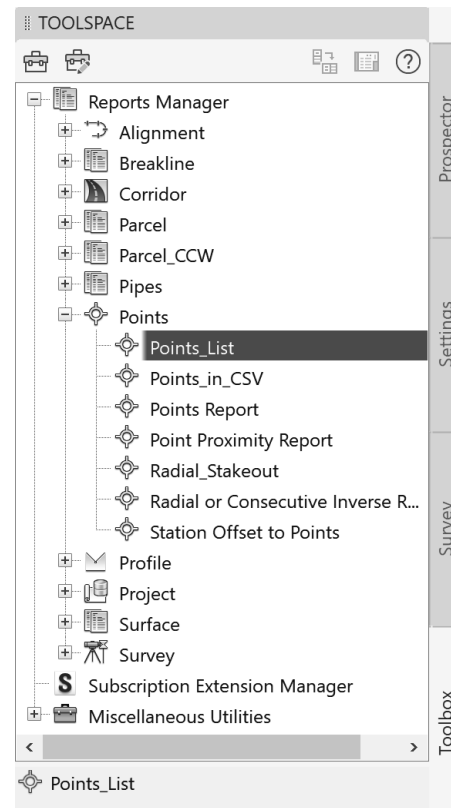 TOOLSPACE
Reports Manager
Alignment
Breakline
Corridor
Parcel
Parcel_CCW
Pipes
Points
Points_List
Points_in_CSV
Points Report
Point Proximity Report
Radial_Stakeout
Radial or Consecutive Inverse R...
Station Offset to Points
Profile
Project
Surface
Survey
S Subscription Extension Manager
Miscellaneous Utilities
Points_List
Prospector
Settings
Survey
Toolbox